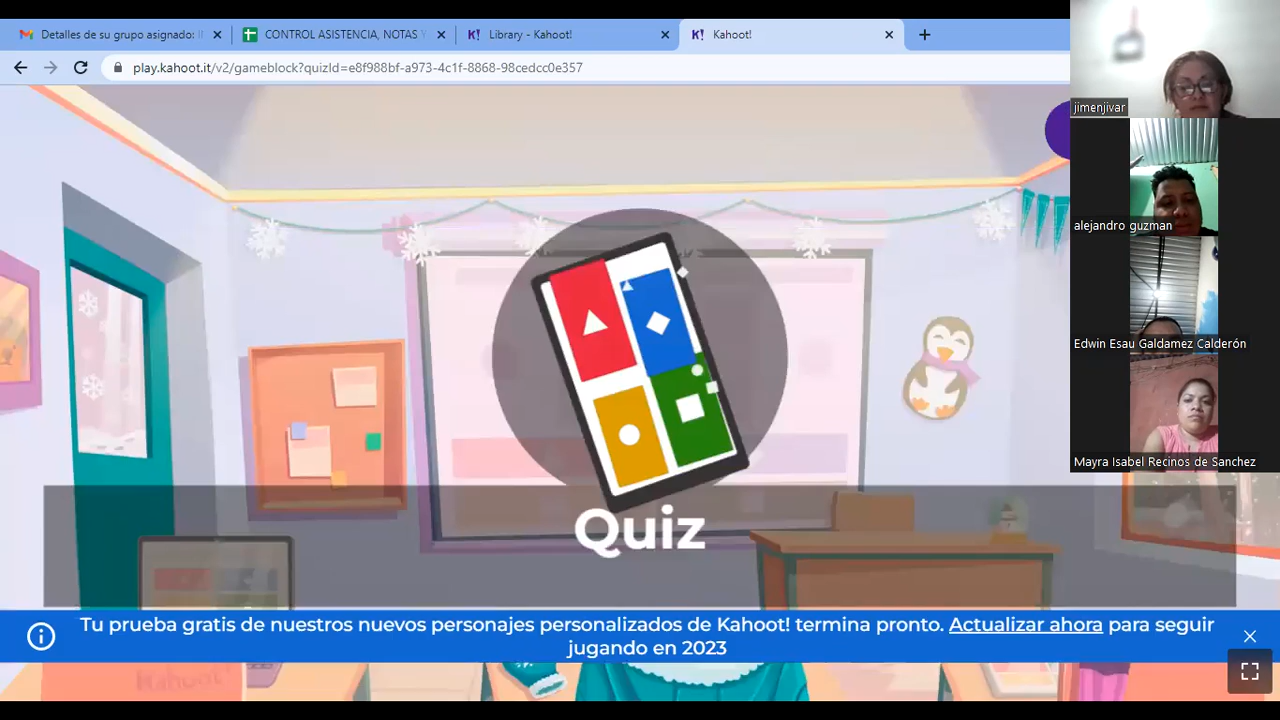 Detalles de su grupo asignado: I
CONTROL ASISTENCIA, NOTAS Y
K! Library - Kahoot!
K! Kahoot!
play.kahoot.it/v2/gameblock?quizId=e8f988bf-a973-4c1f-8868-98cedcc0e357
jimenjivar
alejandro guzman
Edwin Esau Galdamez Calderón
Mayra Isabel Recinos de Sanchez
Quiz
Tu prueba gratis de nuestros nuevos personajes personalizados de Kahoot! termina pronto. Actualizar ahora para seguir
jugando en 2023
Kahoot!